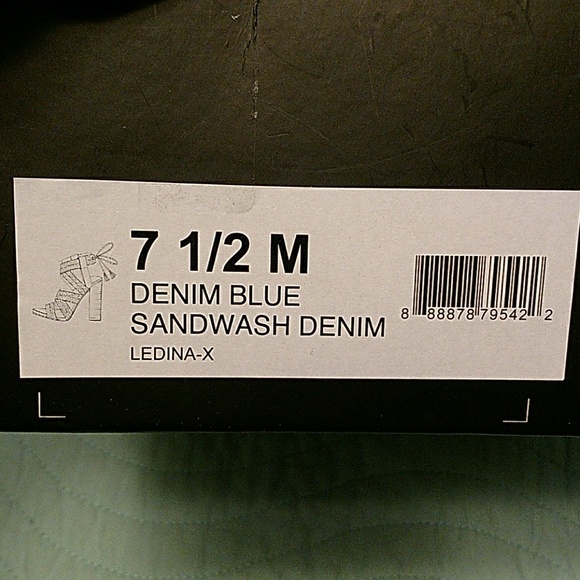 7 1/2 M
DENIM BLUE
SANDWASH DENIM
LEDINA-X
8 88878 79542 2